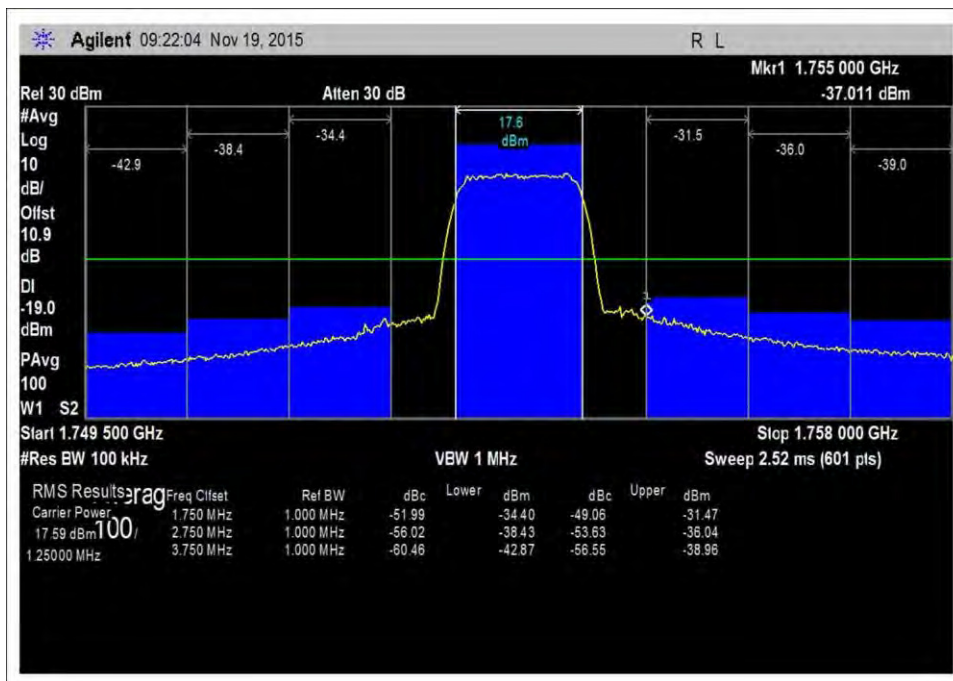 Agilent 09:22:04 Nov 19, 2015 R L
Mkr1 1.755 000 GHz
Ref 30 dBm Atten 30 dB -37.011 dBm
#Avg
Log
10
dB/
Offst
10.9
dB
DI
-19.0
dBm
PAvg
100
W1 S2
-42.9 -38.4 -34.4 17.6 dBm -31.5 -36.0 -39.0
1
Start 1.749 500 GHz Stop 1.758 000 GHz
#Res BW 100 kHz VBW 1 MHz Sweep 2.52 ms (601 pts)
RMS Results Freq Offset Ref BW dBc Lower dBm dBc Upper dBm
Carrier Power 1.750 MHz 1.000 MHz -51.99 -34.40 -49.06 -31.47
17.59 dBm 100/ 2.750 MHz 1.000 MHz -56.02 -38.43 -53.63 -36.04
1.25000 MHz 3.750 MHz 1.000 MHz -60.46 -42.87 -56.55 -38.96